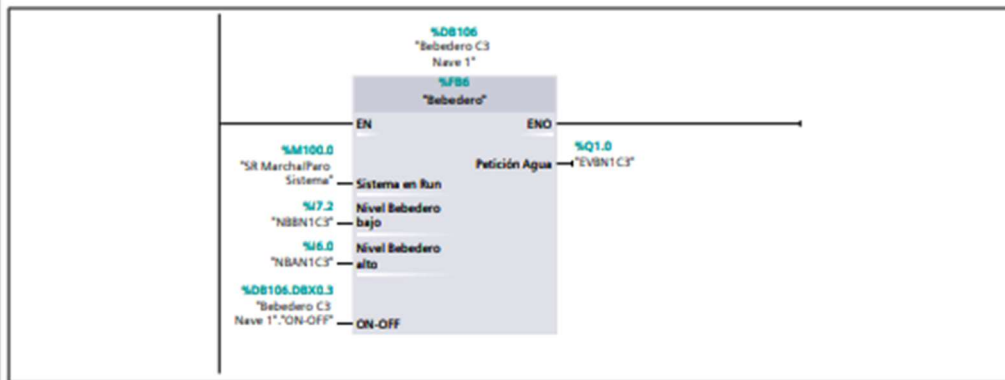 %DB106
"Bebedero C3
Nave 1"
%FB6
"Bebedero"
EN ENO
%M100.0
"SR Marcha/Paro
Sistema"
Sistema en Run
Petición Agua
%Q1.0
"EVBN1C3"
%I7.2
"NBBN1C3"
Nivel Bebedero
bajo
%I6.0
"NBAN1C3"
Nivel Bebedero
alto
%DB106.DBX0.3
"Bebedero C3
Nave 1"."ON-OFF"
ON-OFF